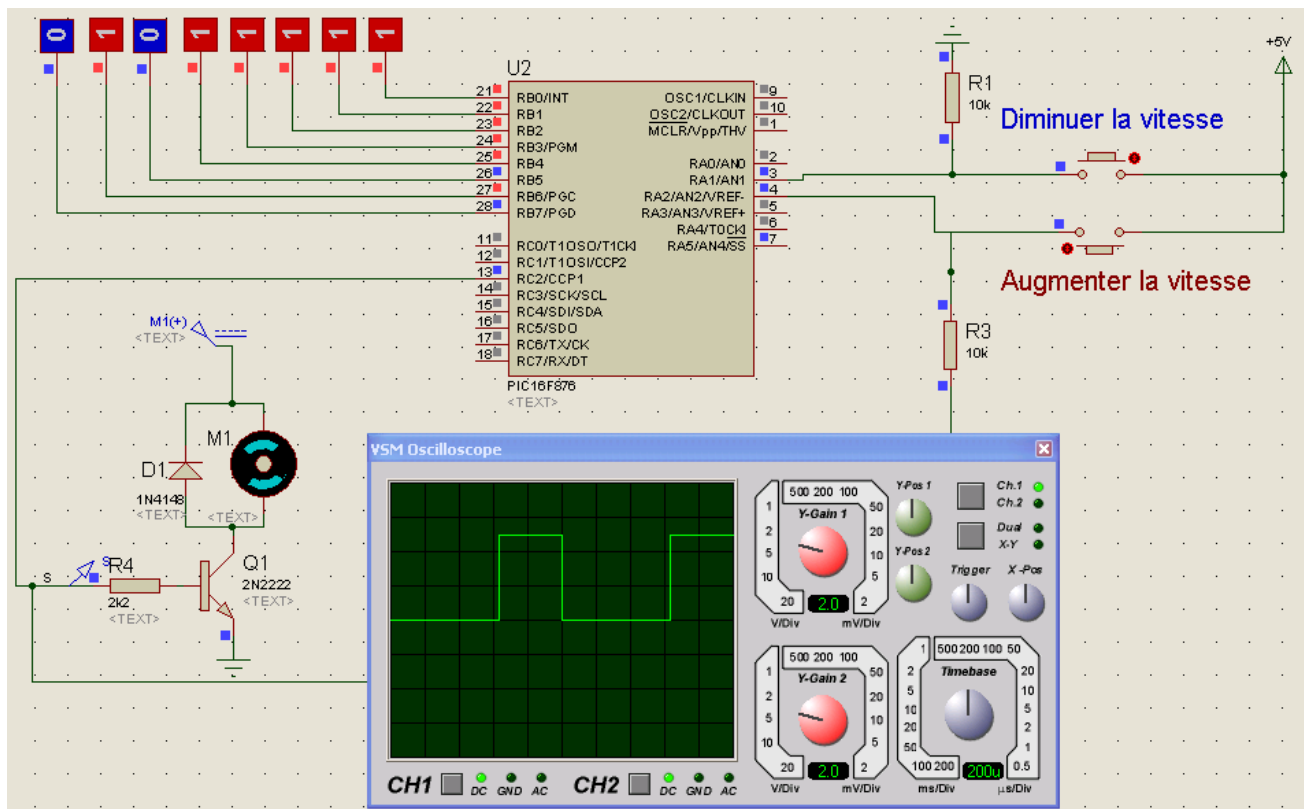 0 1 0 1 1 1 1 1
U2
21 RB0/INT
22 RB1
23 RB2
24 RB3/PGM
25 RB4
26 RB5
27 RB6/PGC
28 RB7/PGD
11 RC0/T1OSO/T1CKI
12 RC1/T1OSI/CCP2
13 RC2/CCP1
14 RC3/SCK/SCL
15 RC4/SDI/SDA
16 RC5/SDO
17 RC6/TX/CK
18 RC7/RX/DT
OSC1/CLKIN 9
OSC2/CLKOUT 10
MCLR/Vpp/THV 1
RA0/AN0 2
RA1/AN1 3
RA2/AN2/VREF- 4
RA3/AN3/VREF+ 5
RA4/T0CKI 6
RA5/AN4/SS 7
PIC16F876
<TEXT>
R1
10k
+5V
Diminuer la vitesse
Augmenter la vitesse
R3
10k
M1(+)
<TEXT>
M1
D1
1N4148
<TEXT>
<TEXT>
S
S
R4
2k2
<TEXT>
Q1
2N2222
<TEXT>
VSM Oscilloscope
CH1
DC GND AC
CH2
DC GND AC
500 200 100
1 50
Y-Gain 1
2 20
5 10
10 5
20 2.0 2
V/Div mV/Div
500 200 100
1 50
Y-Gain 2
2 20
5 10
10 5
20 2.0 2
V/Div mV/Div
Y-Pos 1
Y-Pos 2
Ch.1
Ch.2
Dual
X-Y
Trigger
X-Pos
1 500 200 100 50
2 Timebase 20
5 10
10 5
20 2
50 1
100 200 200u 0.5
ms/Div µs/Div